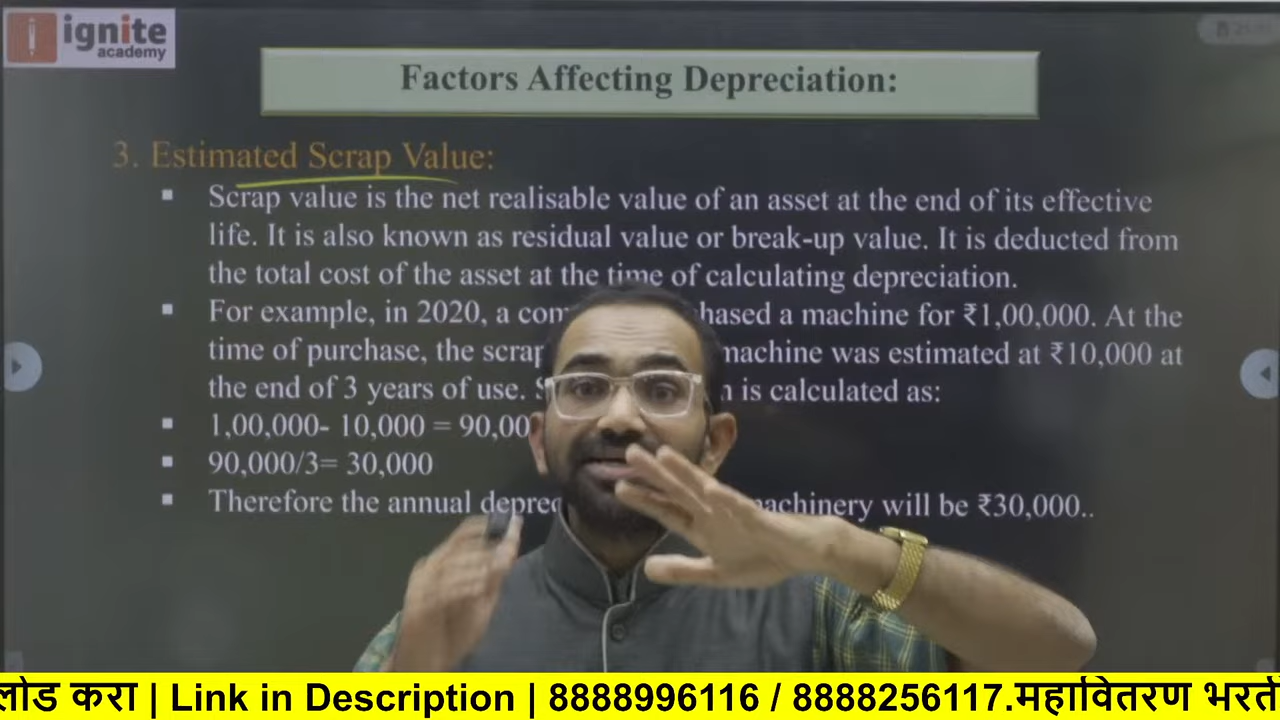 ignite
academy
Factors Affecting Depreciation:
3. Estimated Scrap Value:
▪ Scrap value is the net realisable value of an asset at the end of its effective
life. It is also known as residual value or break-up value. It is deducted from
the total cost of the asset at the time of calculating depreciation.
▪ For example, in 2020, a com hased a machine for ₹1,00,000. At the
time of purchase, the scrap machine was estimated at ₹10,000 at
the end of 3 years of use. is calculated as:
▪ 1,00,000- 10,000 = 90,00
▪ 90,000/3= 30,000
▪ Therefore the annual deprec achinery will be ₹30,000..
लोड करा | Link in Description | 8888996116 / 8888256117.महावितरण भरती